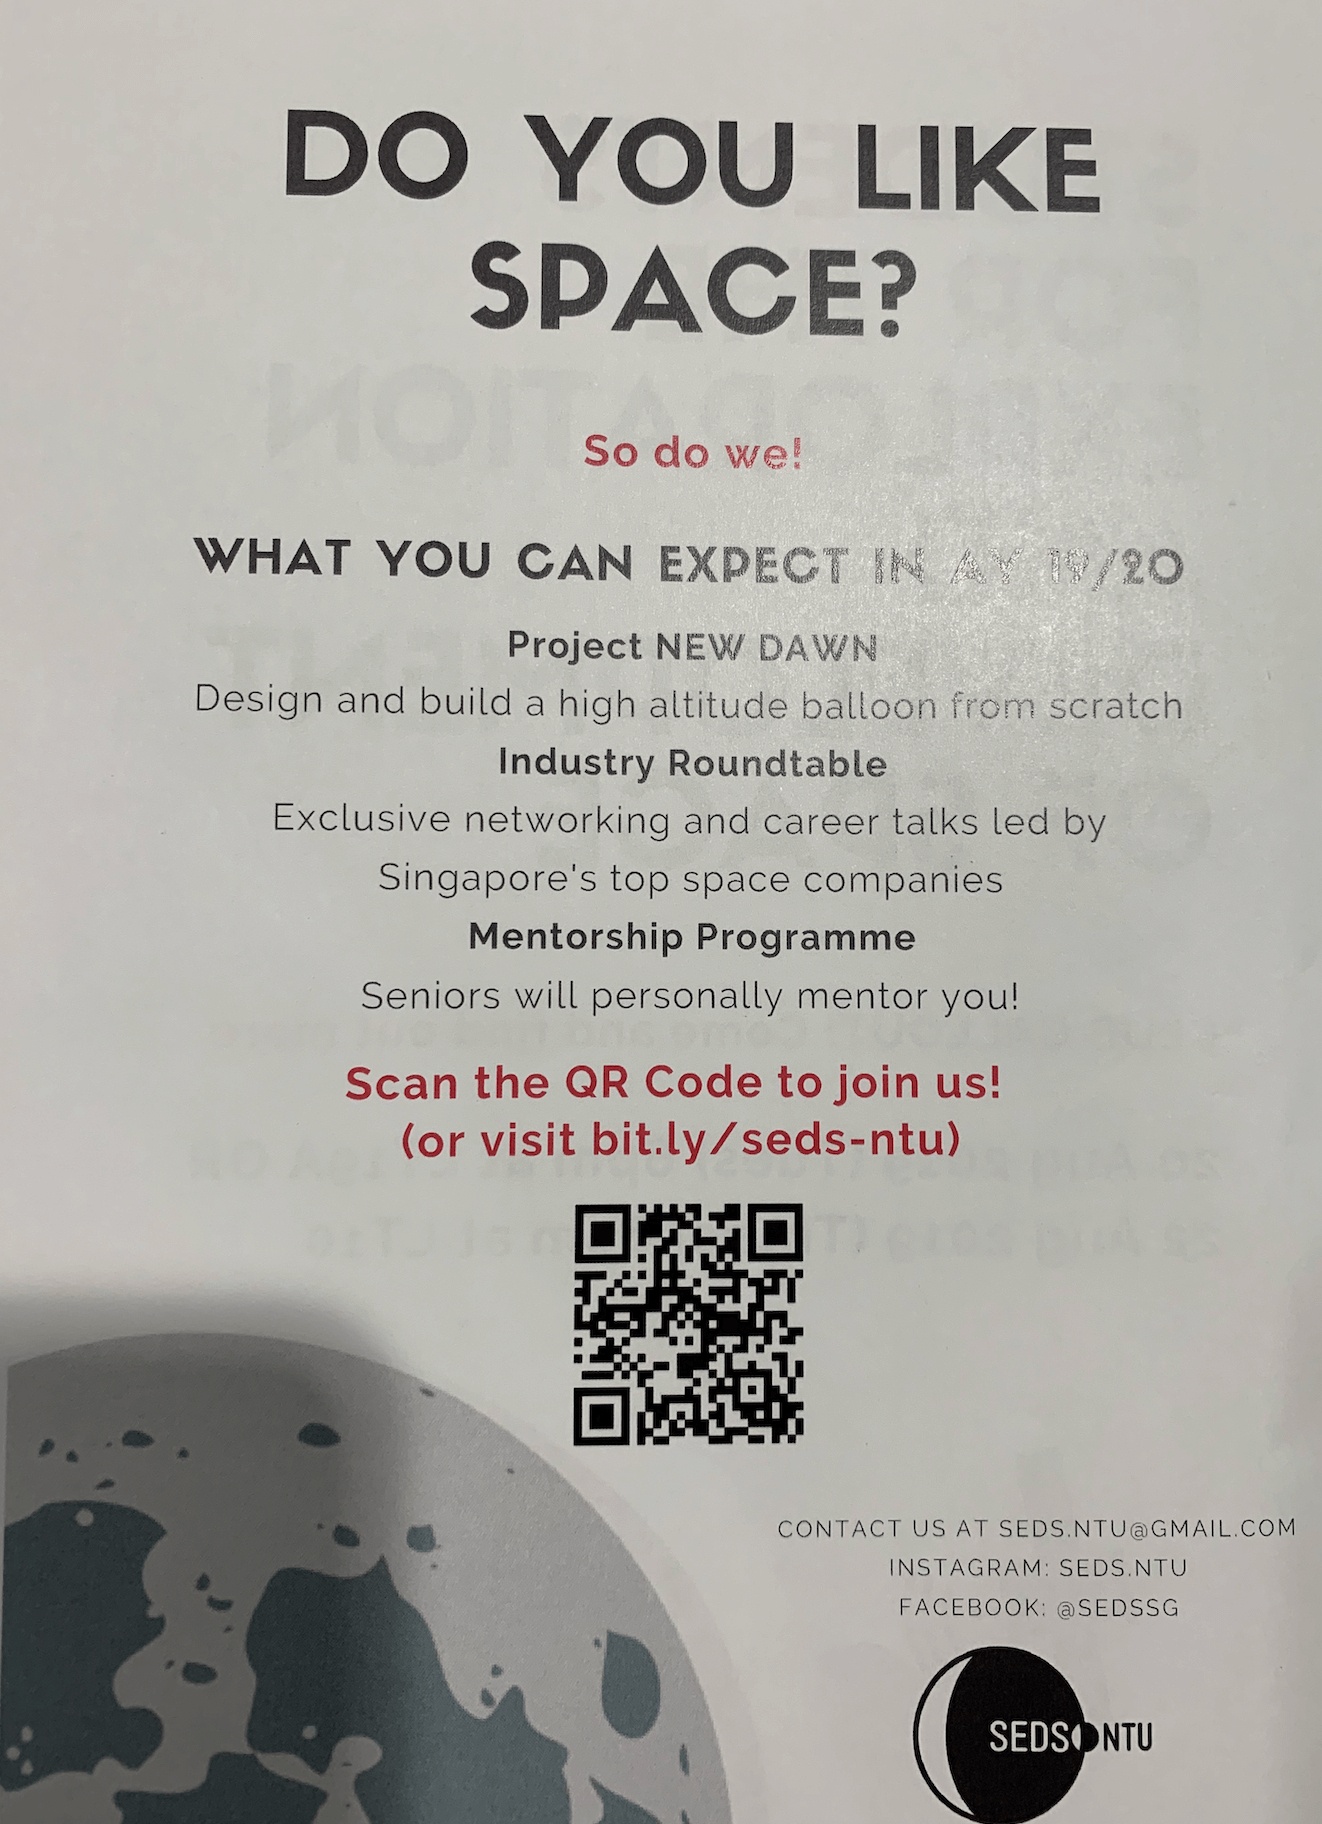 DO YOU LIKE
SPACE?
So do we!
WHAT YOU CAN EXPECT IN AY 19/20
Project NEW DAWN
Design and build a high altitude balloon from scratch
Industry Roundtable
Exclusive networking and career talks led by
Singapore's top space companies
Mentorship Programme
Seniors will personally mentor you!
Scan the QR Code to join us!
(or visit bit.ly/seds-ntu)
CONTACT US AT SEDS.NTU@GMAIL.COM
INSTAGRAM: SEDS.NTU
FACEBOOK: @SEDSSG
SEDS NTU